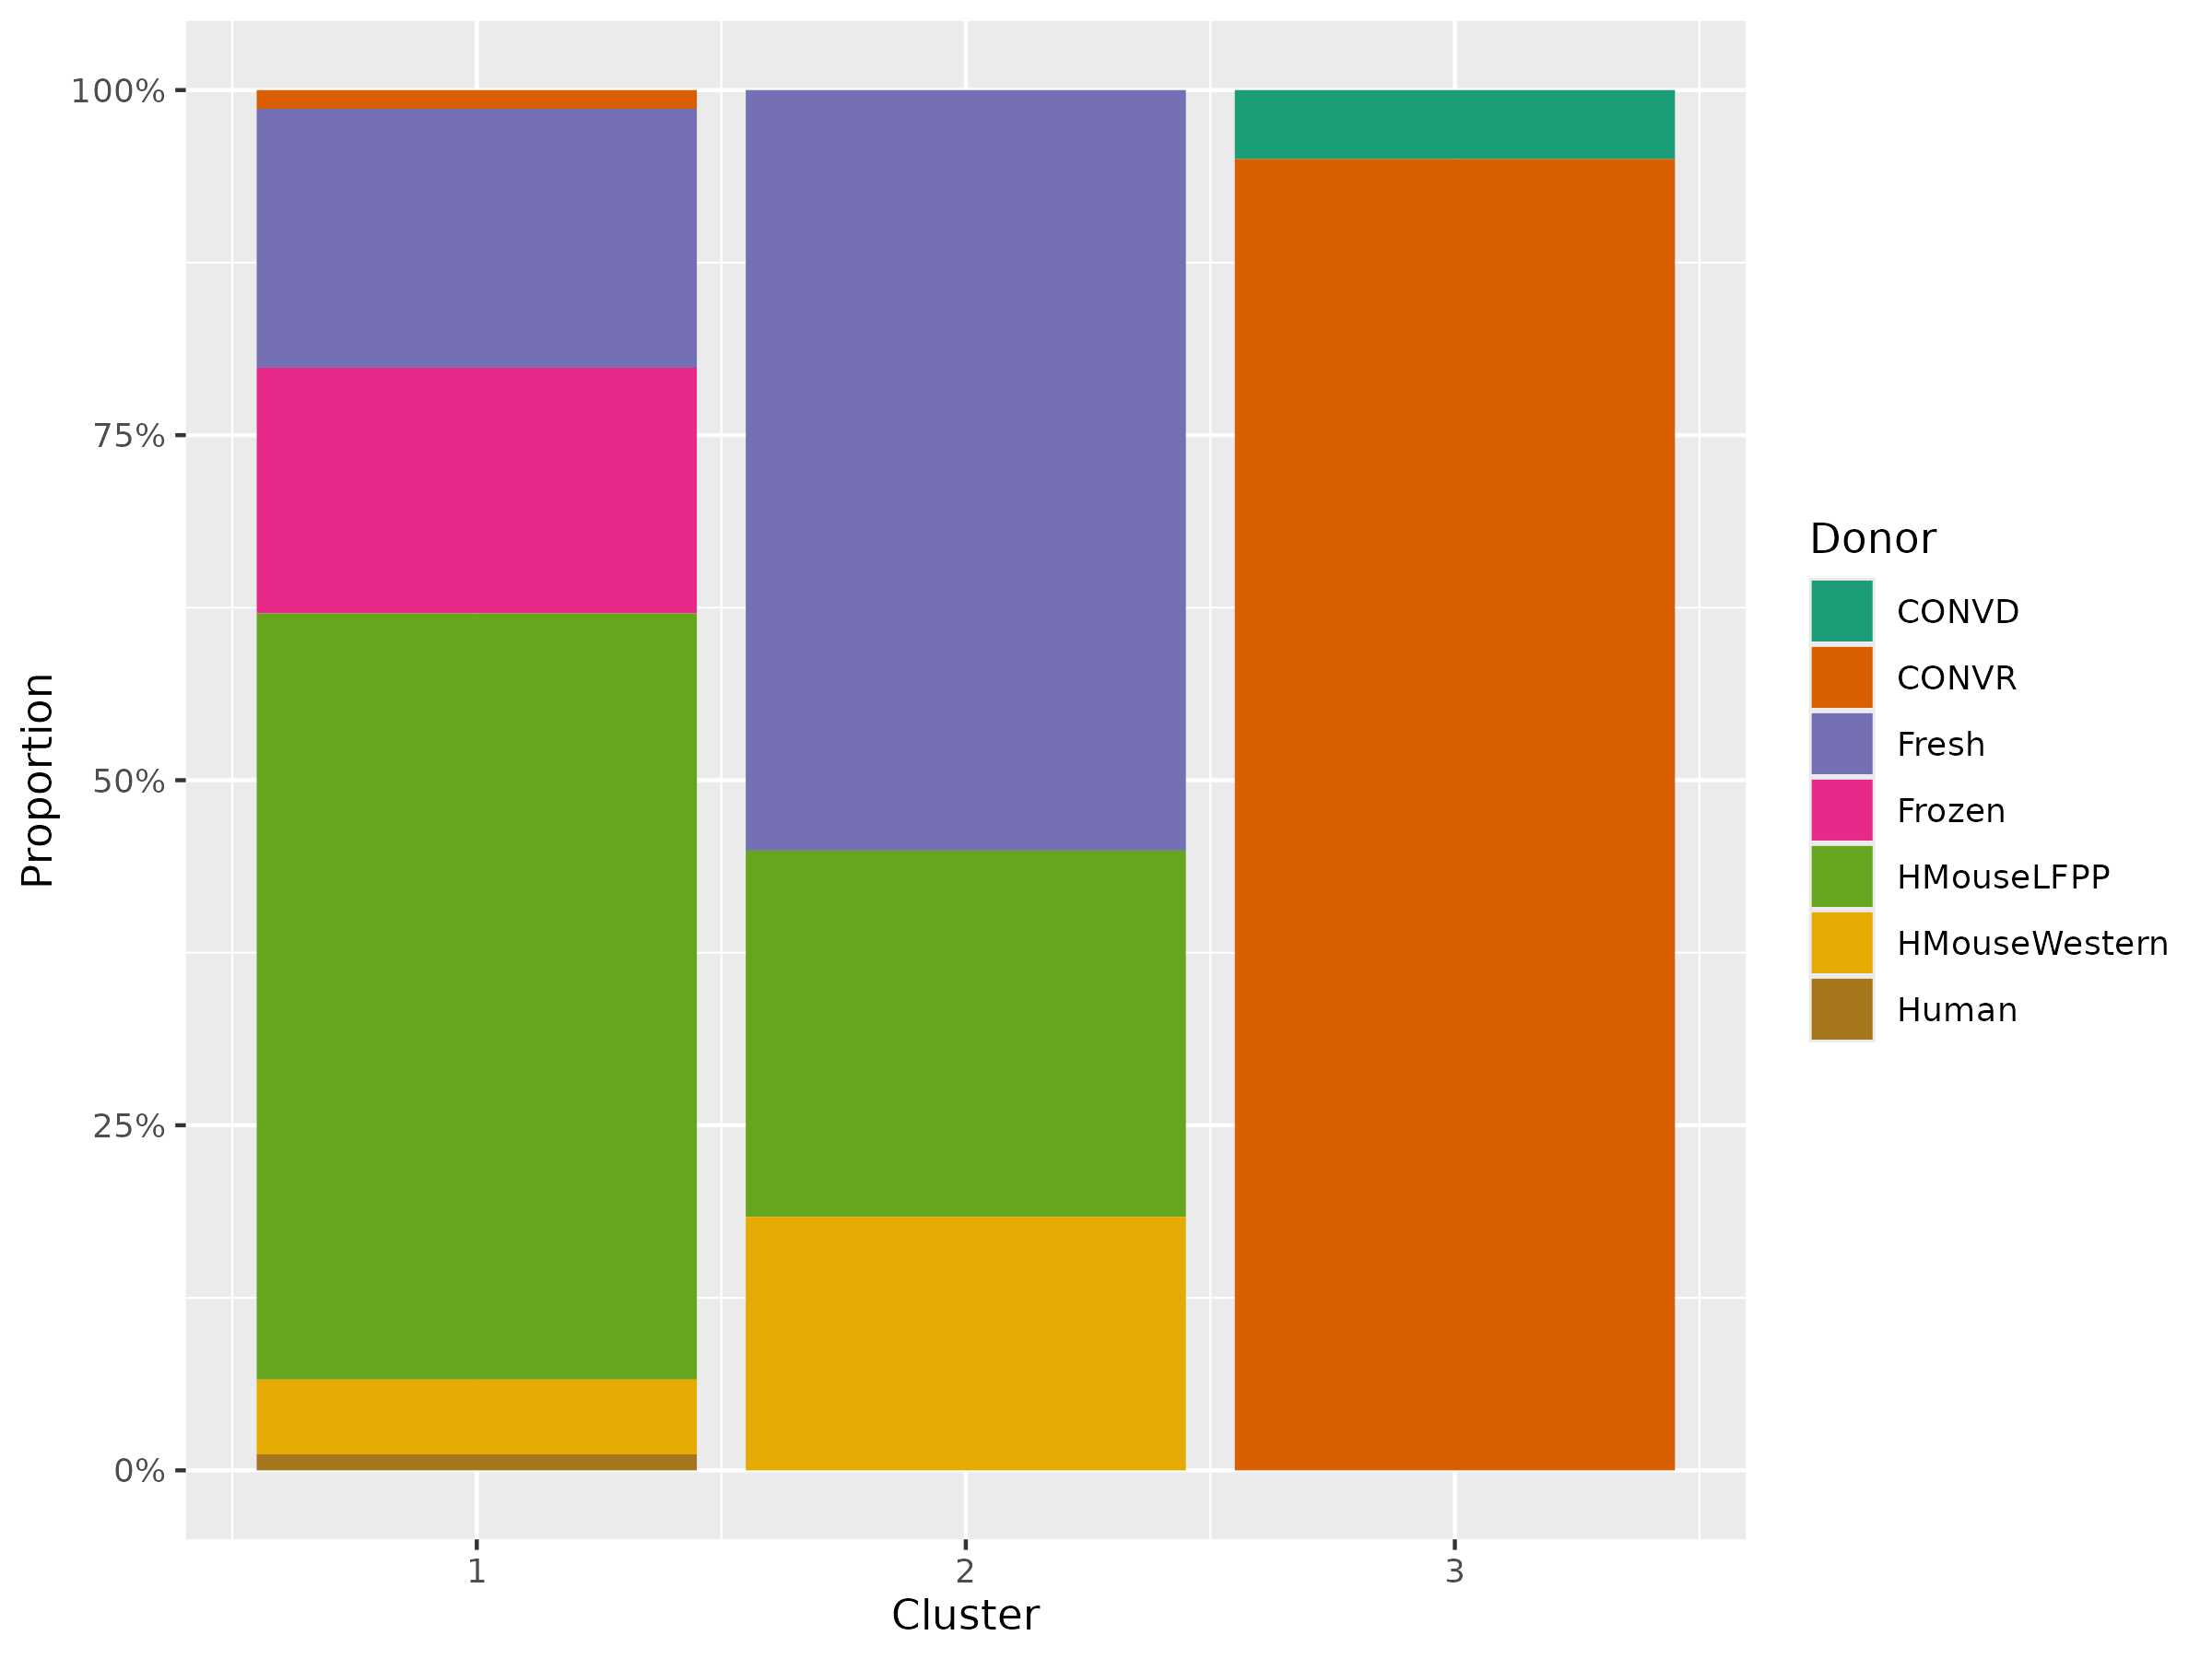 100%
75%
50%
25%
0%
Proportion
1
2
3
Cluster
Donor
CONVD
CONVR
Fresh
Frozen
HMouseLFPP
HMouseWestern
Human